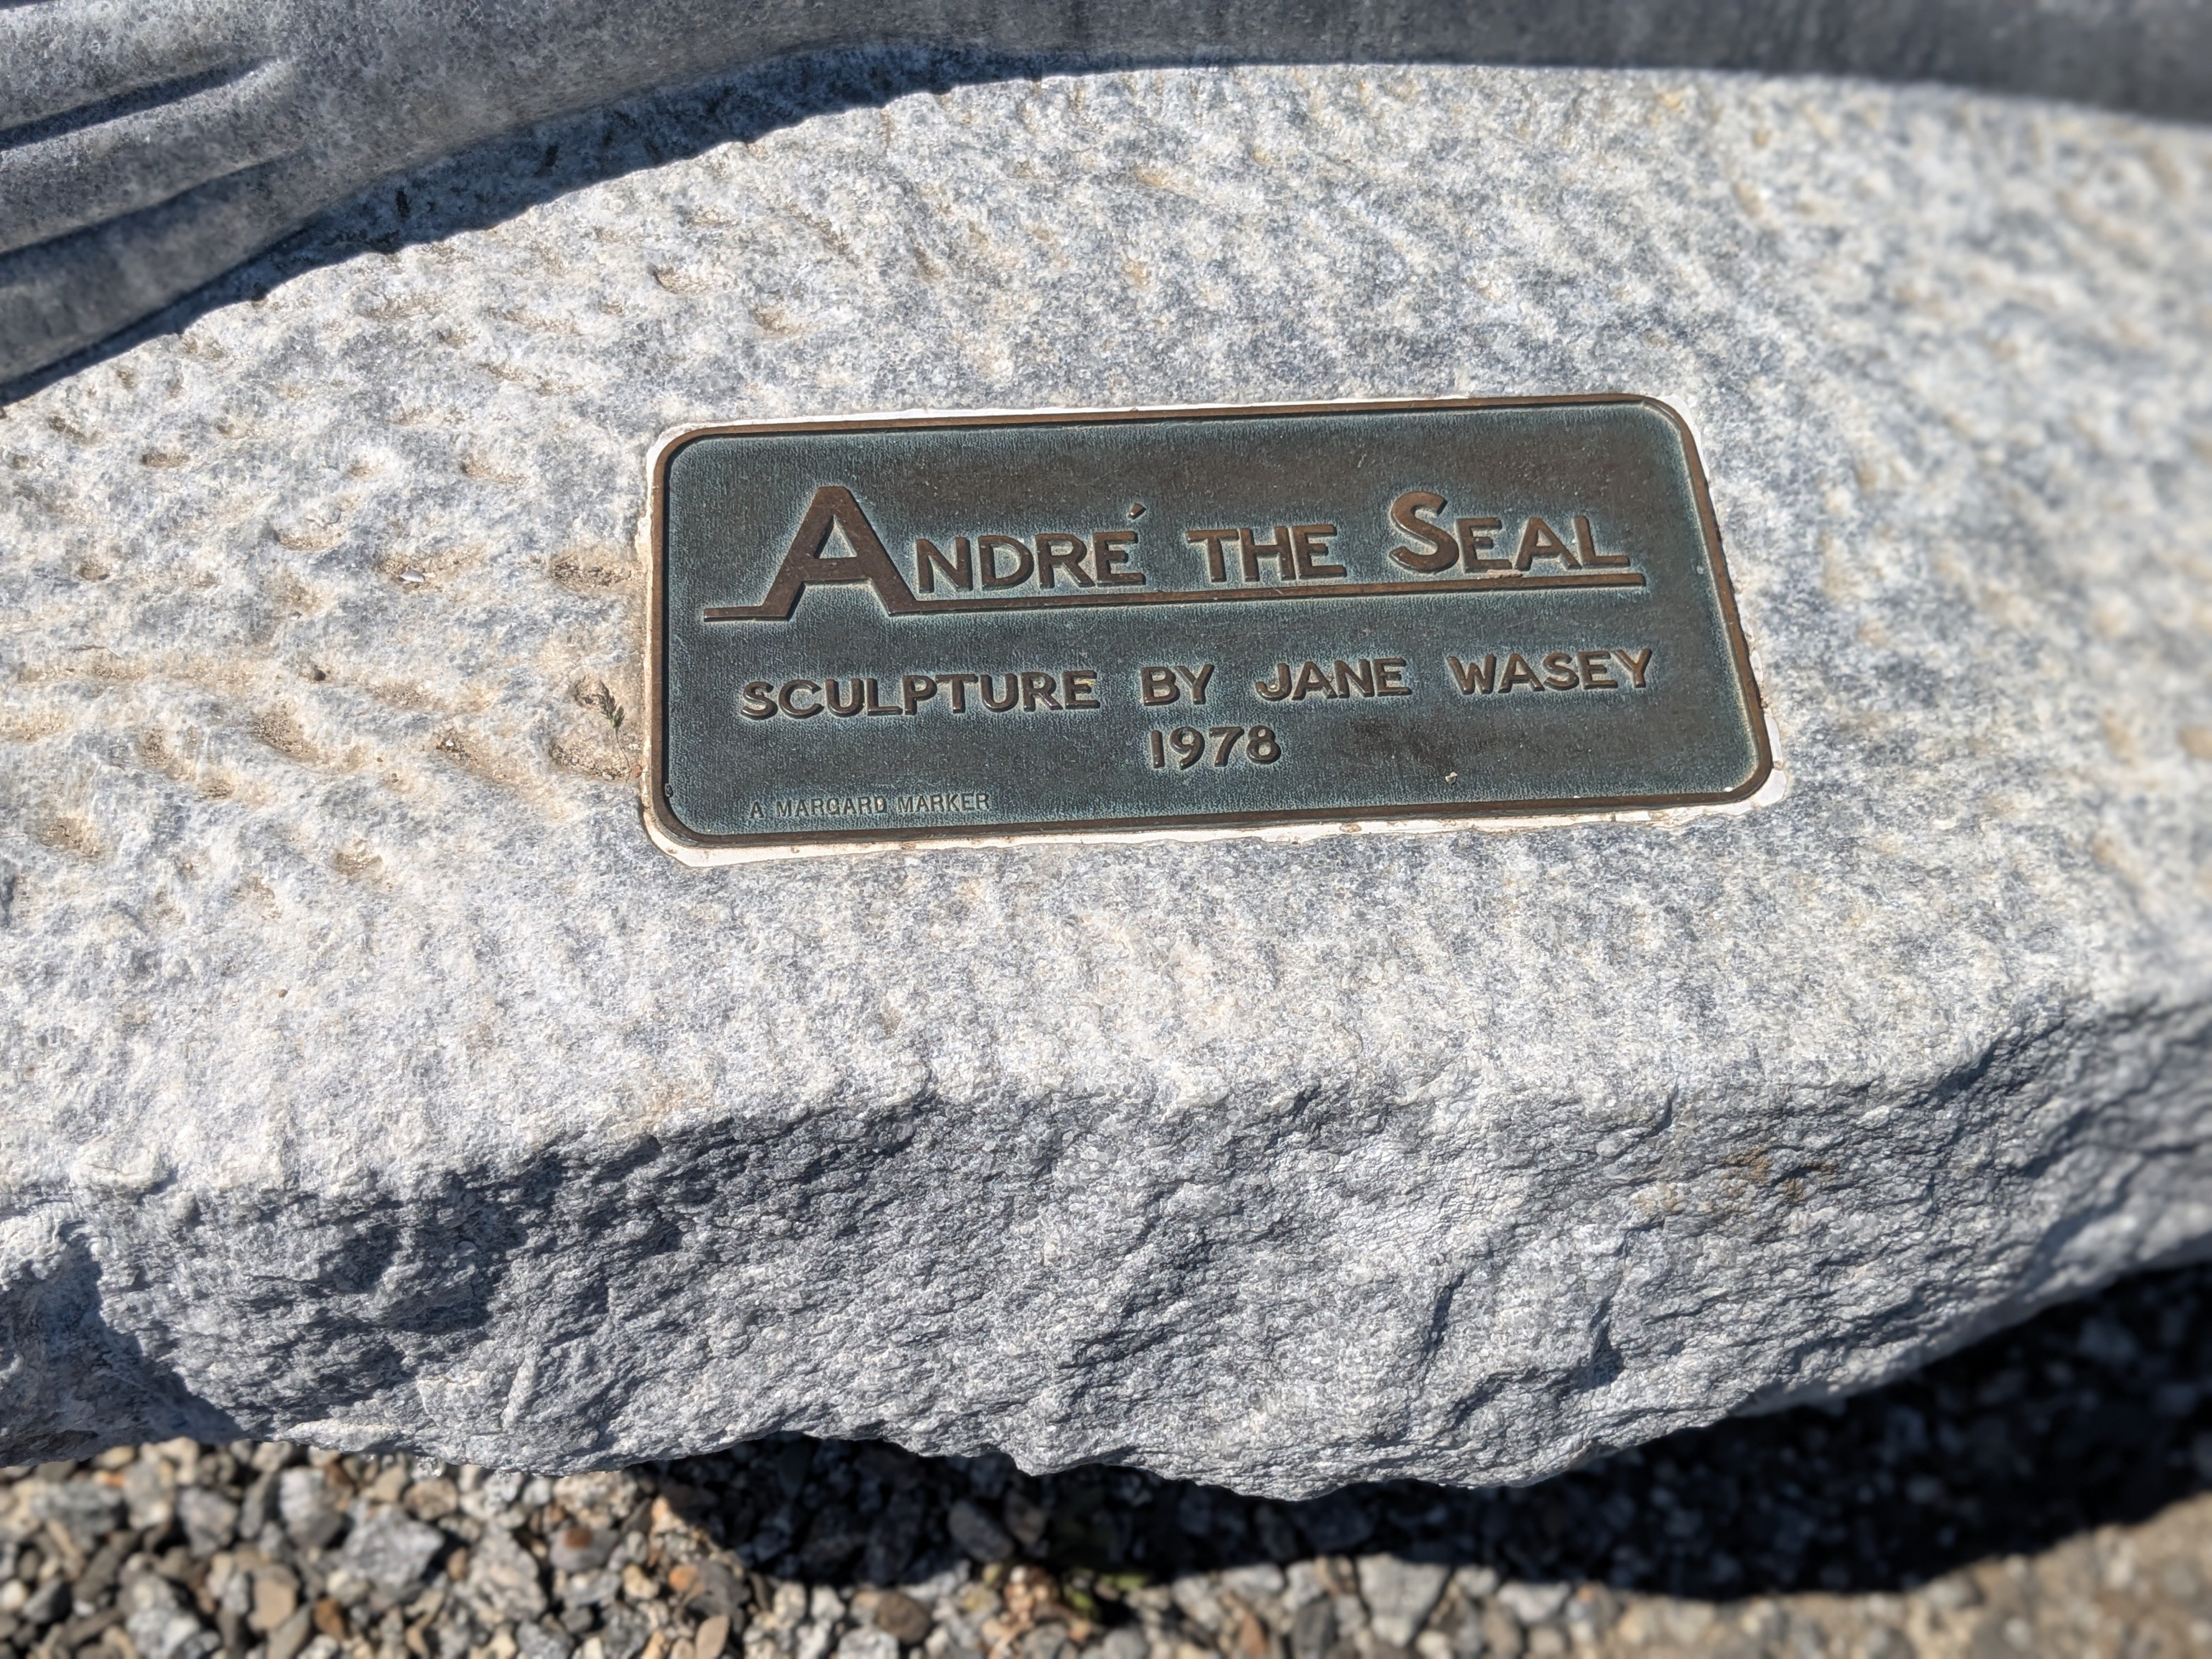 ANDRÉ THE SEAL
SCULPTURE BY JANE WASEY
1978
A MARGARD MARKER